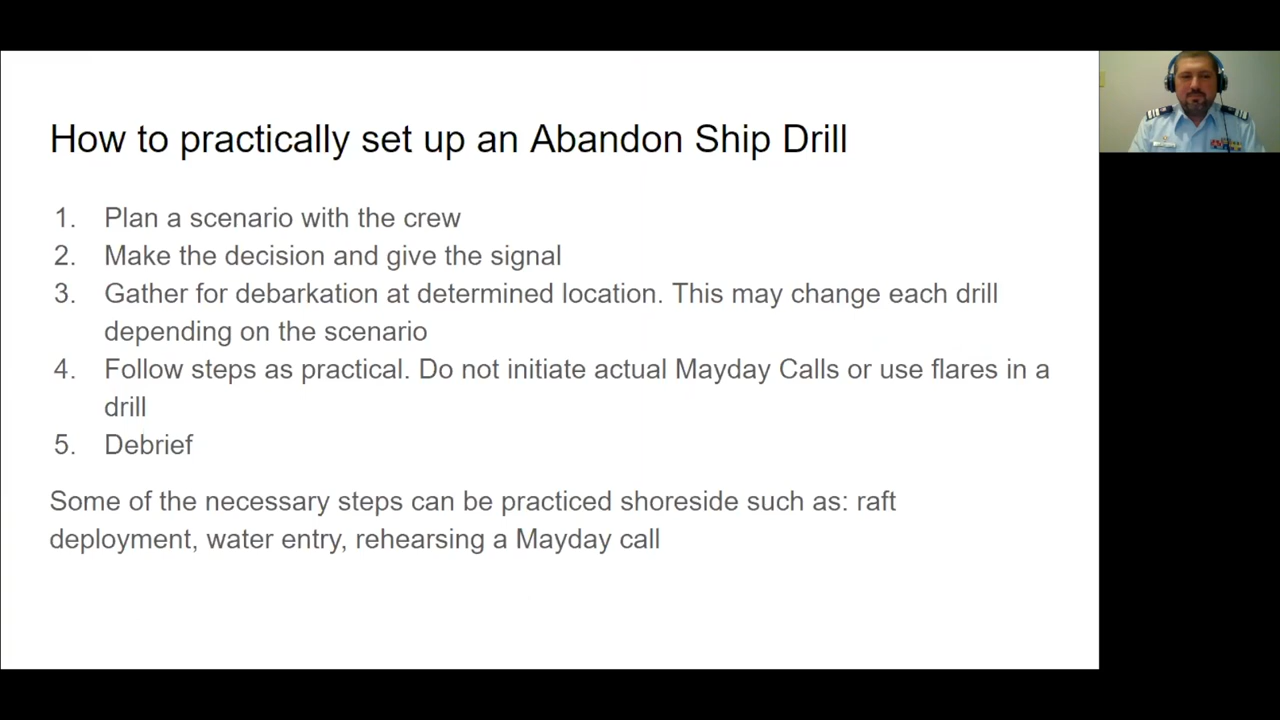 How to practically set up an Abandon Ship Drill
1. Plan a scenario with the crew
2. Make the decision and give the signal
3. Gather for debarkation at determined location. This may change each drill
depending on the scenario
4. Follow steps as practical. Do not initiate actual Mayday Calls or use flares in a
drill
5. Debrief
Some of the necessary steps can be practiced shoreside such as: raft
deployment, water entry, rehearsing a Mayday call